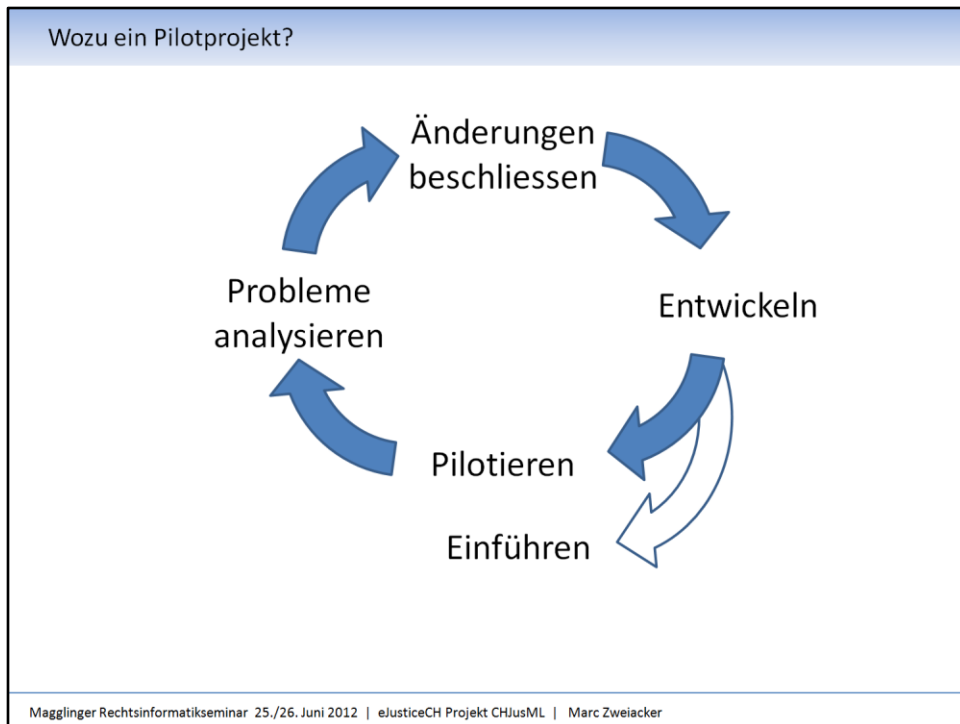 Wozu ein Pilotprojekt?
Änderungen
beschliessen
Entwickeln
Pilotieren
Einführen
Probleme
analysieren
Magglinger Rechtsinformatikseminar 25./26. Juni 2012 | eJusticeCH Projekt CHJusML | Marc Zweiacker